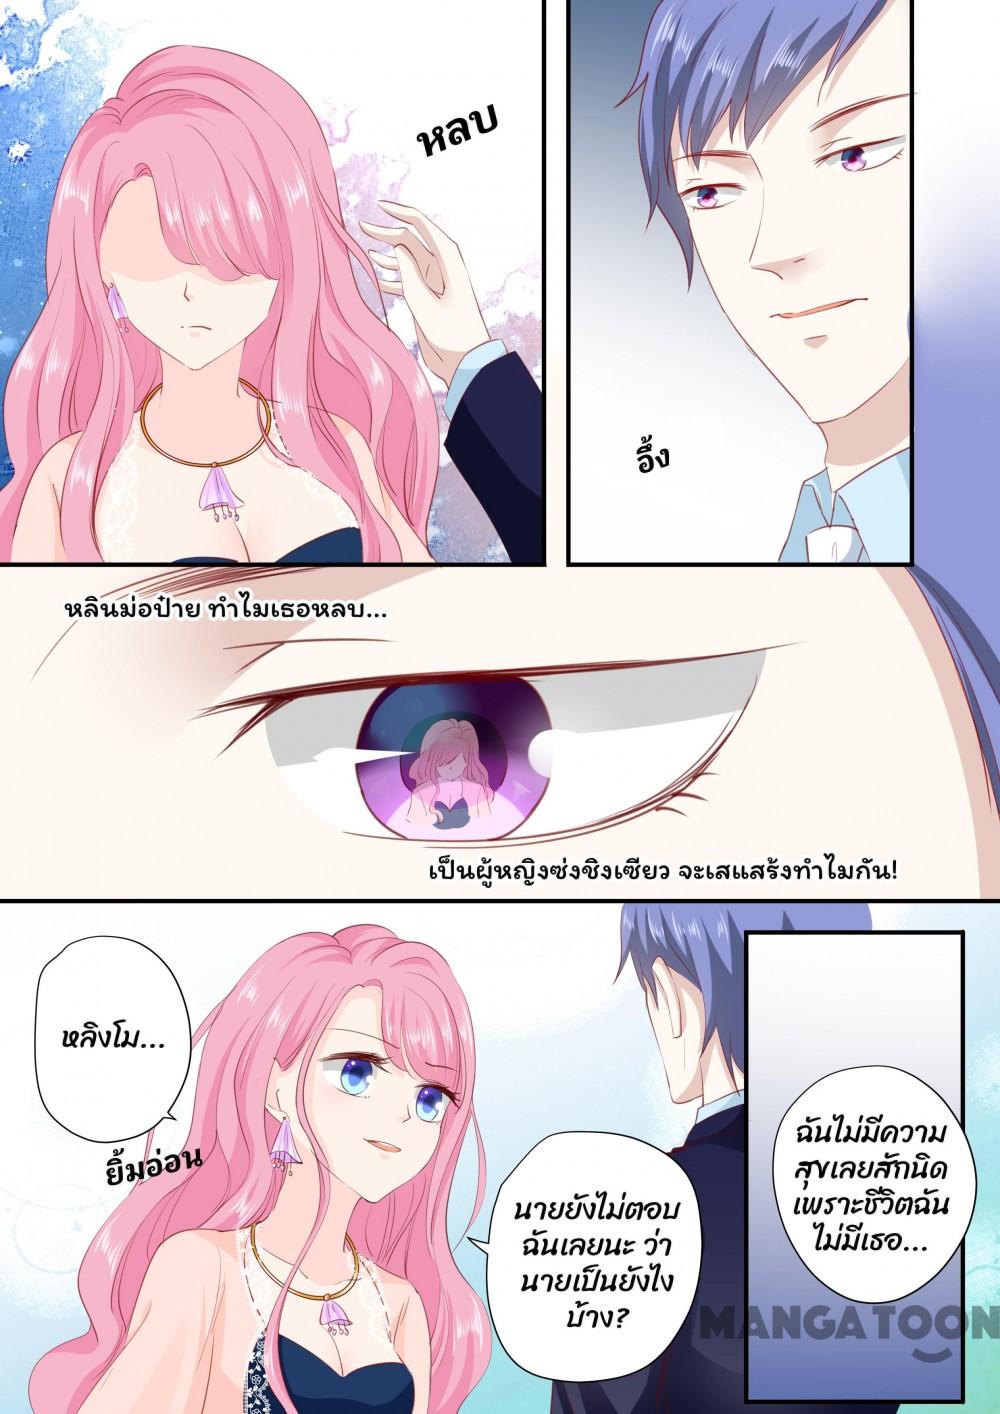 หลบ
อึ้ง
หลินม่อป๋าย ทำไมเธอหลบ...
เป็นผู้หญิงซ่งชิงเซียว จะเสแสร้งทำไมกัน!
หลิงโม...
ยิ้มอ่อน
นายยังไม่ตอบ
ฉันเลยนะ ว่า
นายเป็นยังไง
บ้าง?
ฉันไม่มีความ
สุขเลยสักนิด
เพราะชีวิตฉัน
ไม่มีเธอ...
MANGATOON